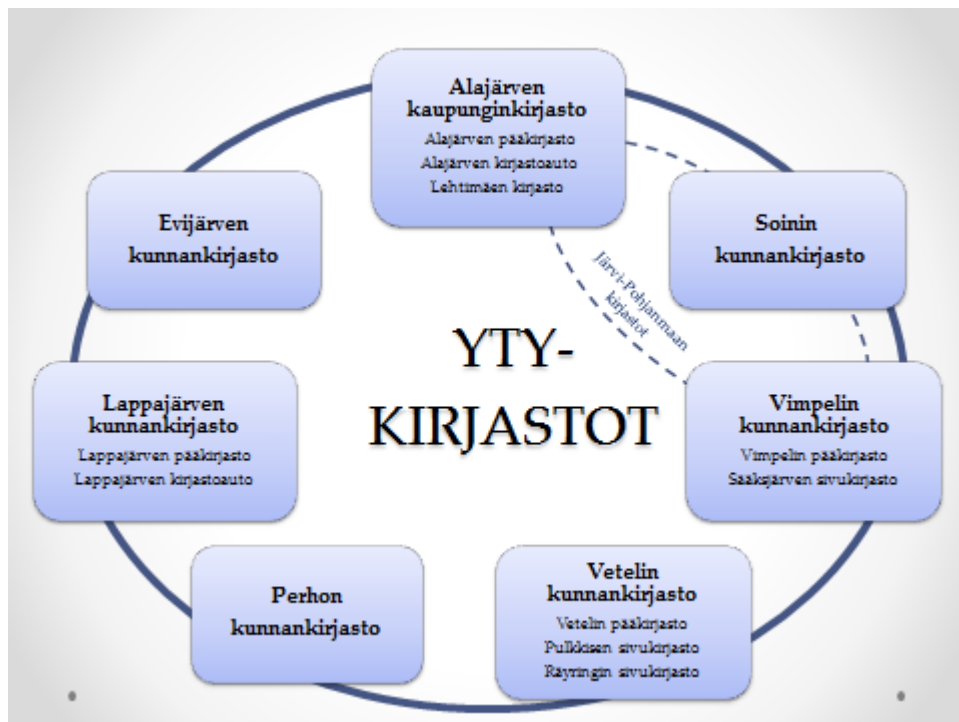 Alajärven
kaupunginkirjasto
Alajärven pääkirjasto
Alajärven kirjastoauto
Lehtimäen kirjasto
Evijärven
kunnankirjasto
Soinin
kunnankirjasto
Järvi-Pohjanmaan
kirjastot
YTY-
KIRJASTOT
Lappajärven
kunnankirjasto
Lappajärven pääkirjasto
Lappajärven kirjastoauto
Vimpelin
kunnankirjasto
Vimpelin pääkirjasto
Sääksjärven sivukirjasto
Perhon
kunnankirjasto
Vetelin
kunnankirjasto
Vetelin pääkirjasto
Pulkkisen sivukirjasto
Räyringin sivukirjasto